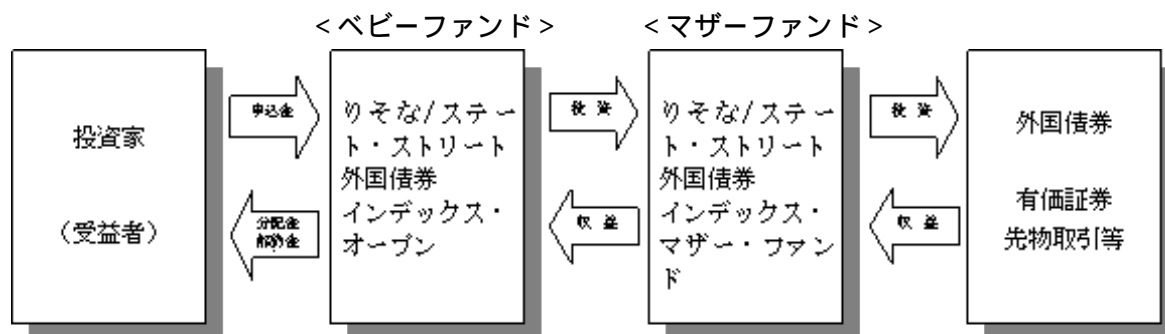 <ベビーファンド>
<マザーファンド>
投資家
(受益者)
申込金
分配金
解約金
りそな/ステー
ト・ストリート
外国債券
インデックス・
オープン
投資
収益
りそな/ステー
ト・ストリート
外国債券
インデックス・
マザー・ファン
ド
投資
収益
外国債券
有価証券
先物取引等